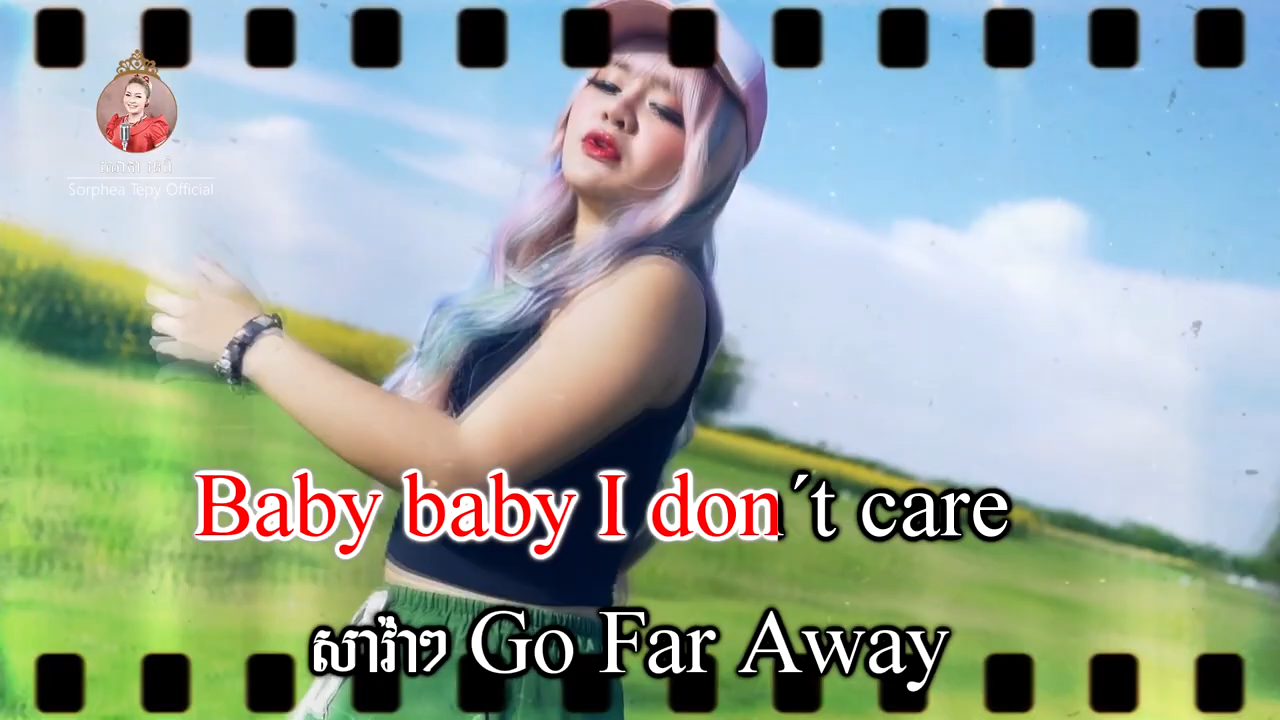 Sorphea Tepy Official
Baby baby I don´t care
សារ៉ាៗ Go Far Away